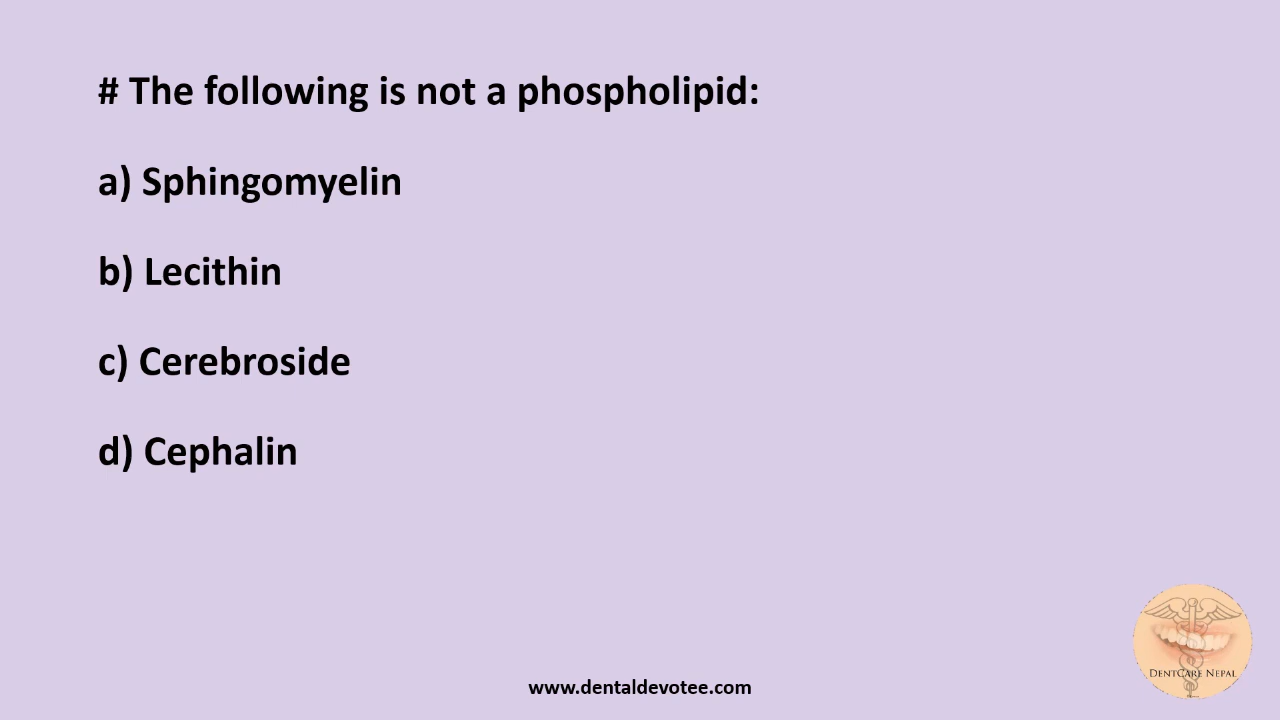 # The following is not a phospholipid:
a) Sphingomyelin
b) Lecithin
c) Cerebroside
d) Cephalin
DENTCARE NEPAL
www.dentaldevotee.com